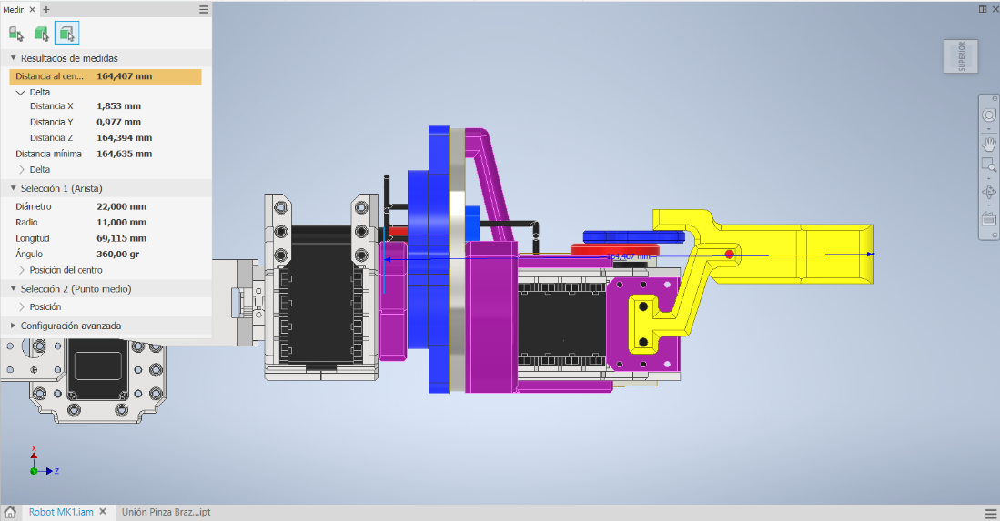 Medir
Resultados de medidas
Distancia al cen... 164,407 mm
Delta
Distancia X 1,853 mm
Distancia Y 0,977 mm
Distancia Z 164,394 mm
Distancia mínima 164,635 mm
Delta
Selección 1 (Arista)
Diámetro 22,000 mm
Radio 11,000 mm
Longitud 69,115 mm
Ángulo 360,00 gr
Posición del centro
Selección 2 (Punto medio)
Posición
Configuración avanzada
SUPERIOR
164,407 mm
X
Z
Robot MK1.iam
Unión Pinza Braz...ipt